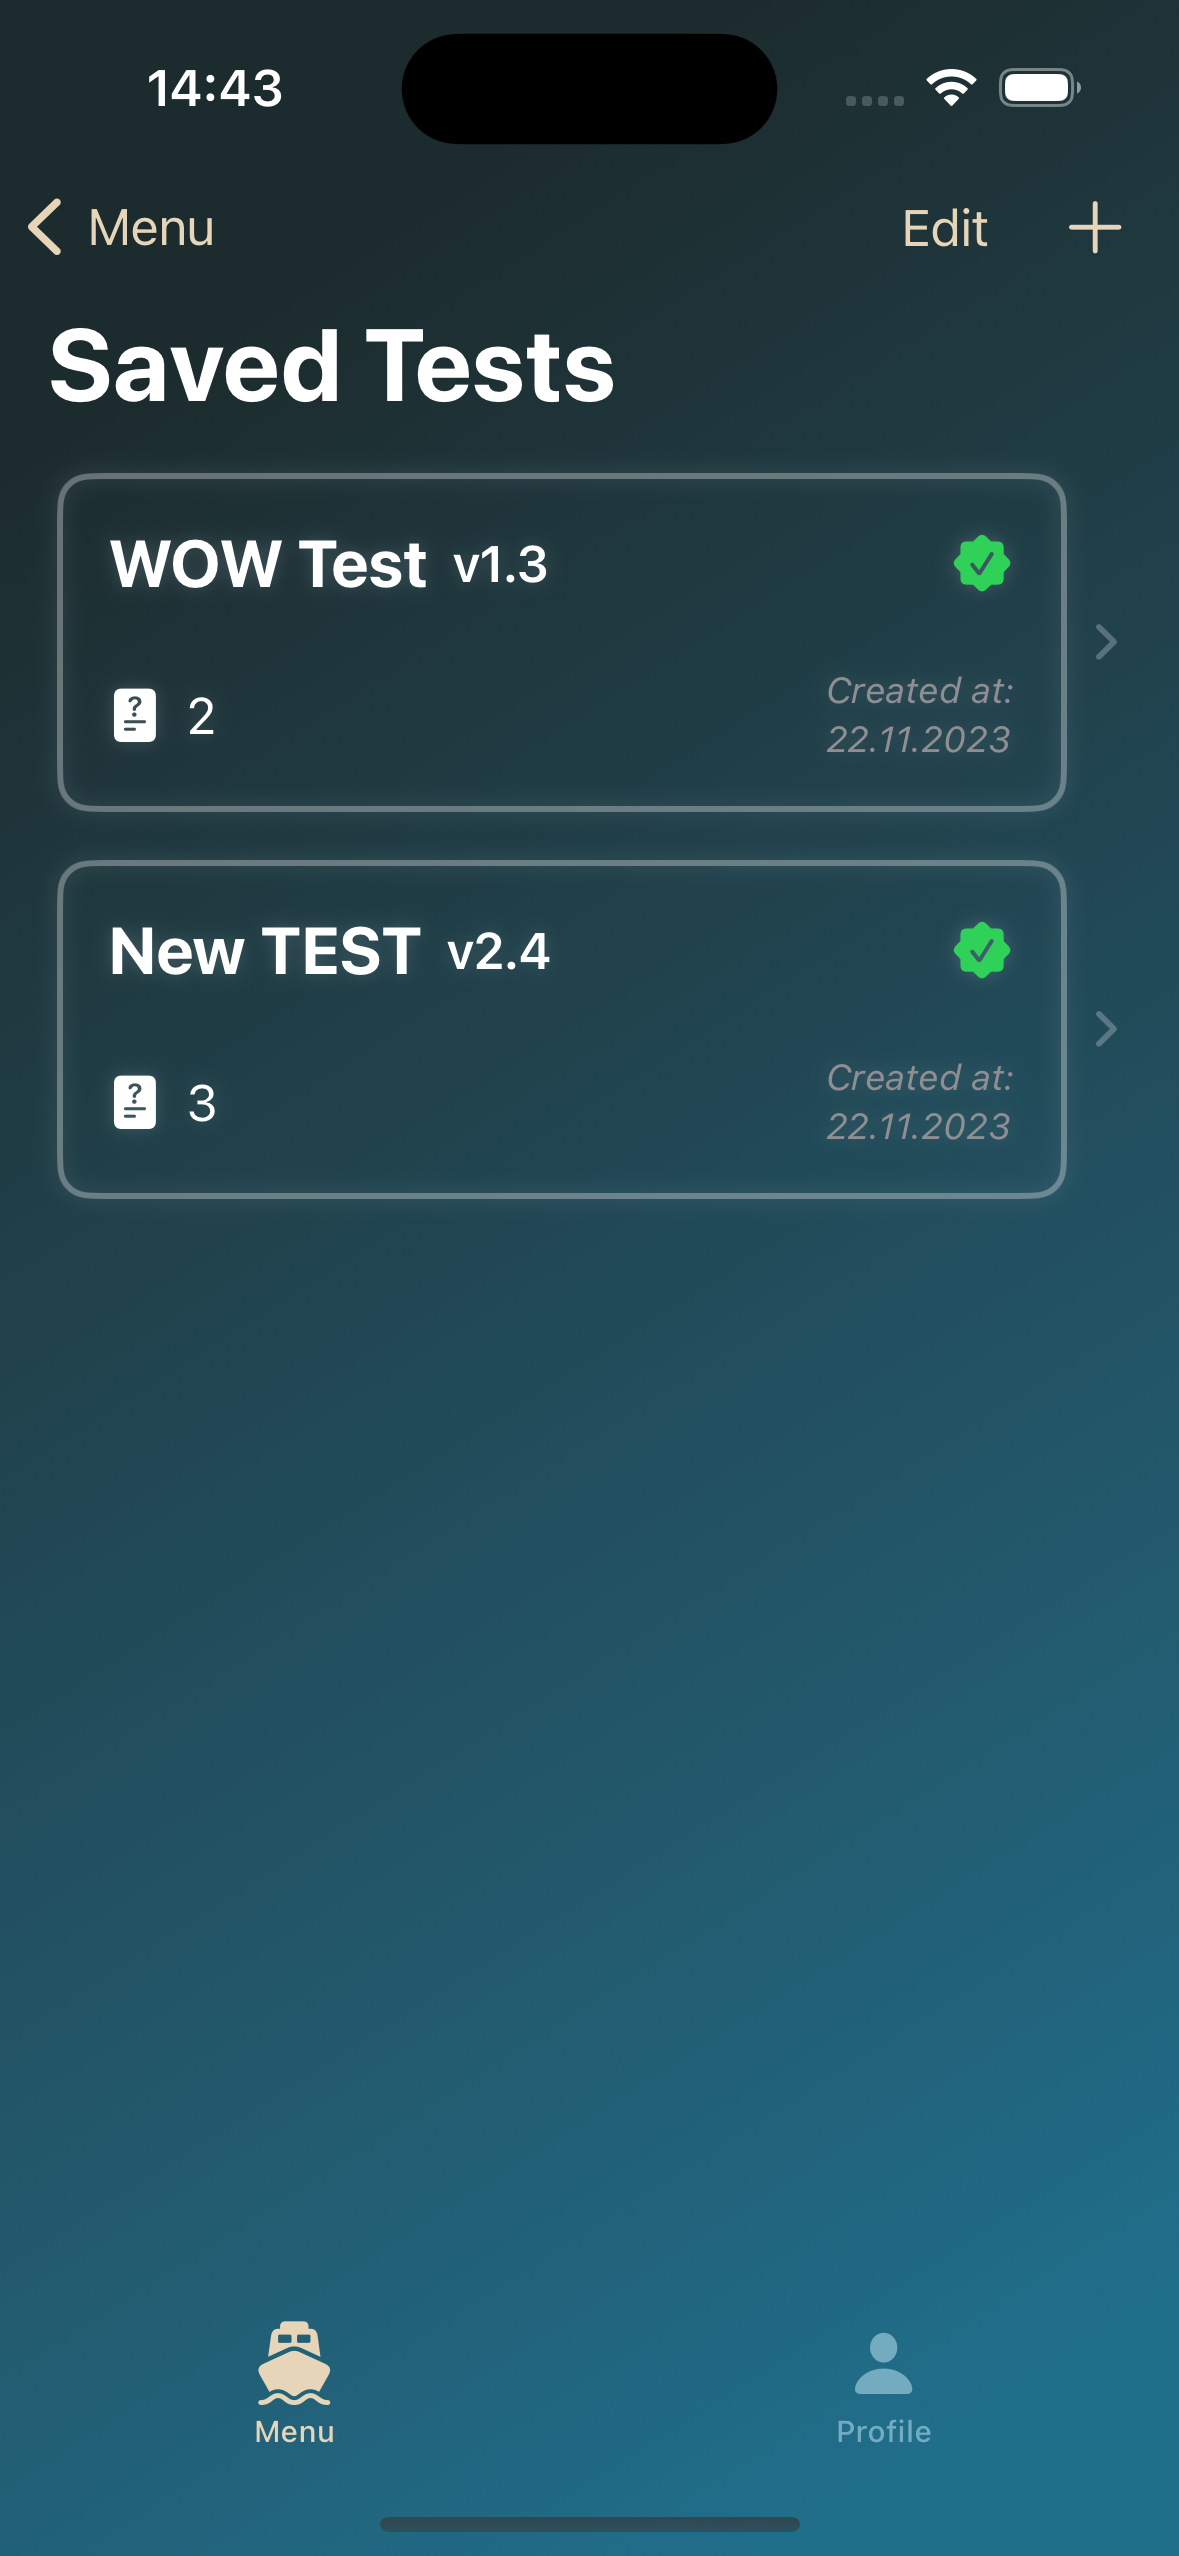 14:43
Menu
Edit
Saved Tests
WOW Test v1.3
2
Created at:
22.11.2023
New TEST v2.4
3
Created at:
22.11.2023
Menu
Profile